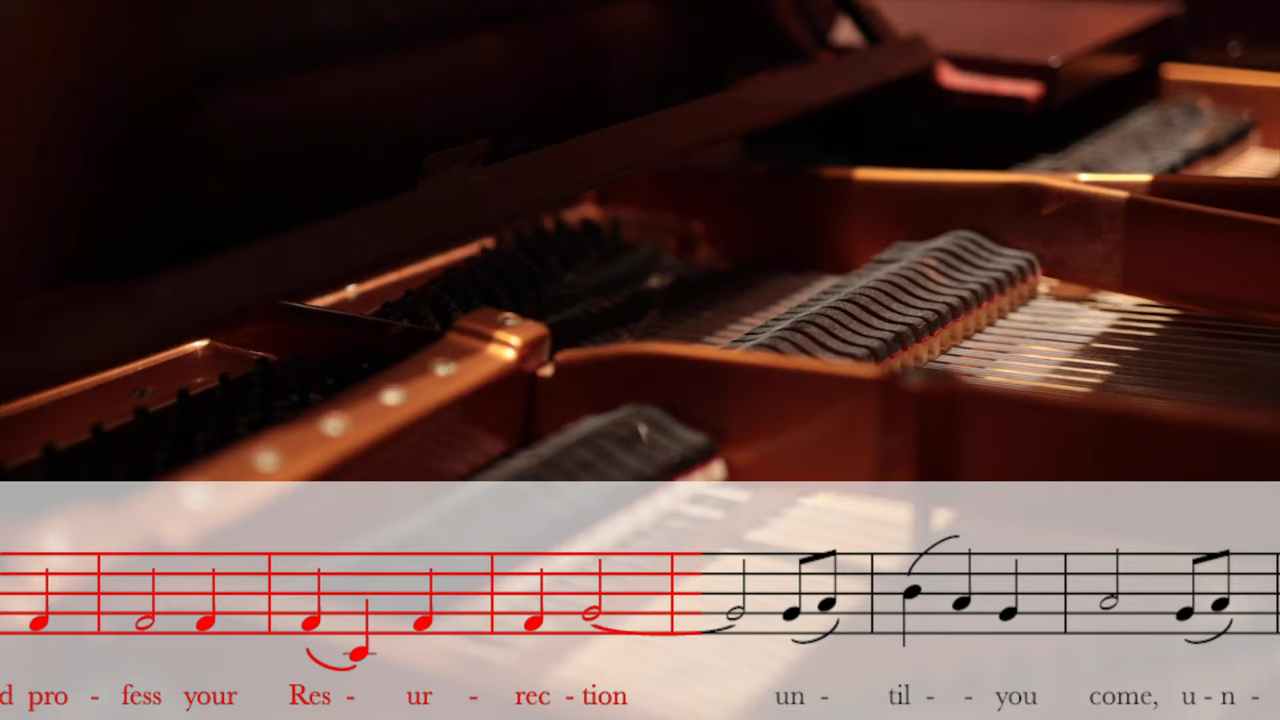 d pro - fess your Res - ur - rec - tion un - til - - you come, u - n -